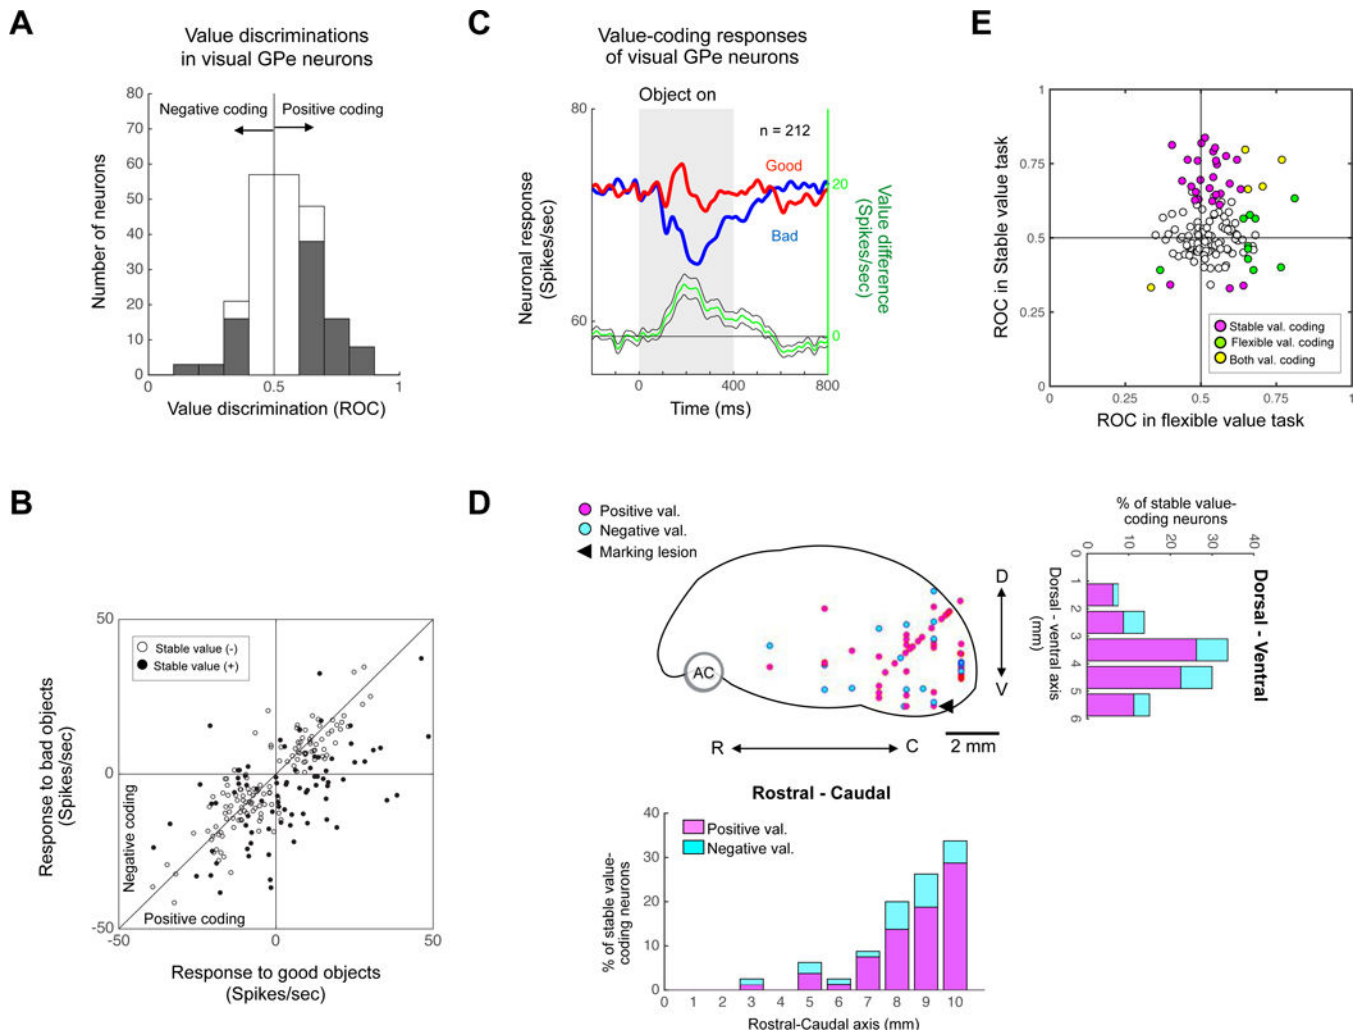 A
Value discriminations
in visual GPe neurons
Negative coding
Positive coding
Number of neurons
80
70
60
50
40
30
20
10
0
0
0.5
1
Value discrimination (ROC)
C
Value-coding responses
of visual GPe neurons
Object on
n = 212
Good
Bad
Neuronal response
(Spikes/sec)
80
60
20
0
Value difference
(Spikes/sec)
0
400
800
Time (ms)
E
ROC in Stable value task
1
0.75
0.5
0.25
0
Stable val. coding
Flexible val. coding
Both val. coding
0
0.25
0.5
0.75
1
ROC in flexible value task
B
Response to bad objects
(Spikes/sec)
50
0
-50
Stable value (-)
Stable value (+)
Negative coding
Positive coding
-50
0
50
Response to good objects
(Spikes/sec)
D
Positive val.
Negative val.
Marking lesion
AC
D
V
R
C
2 mm
% of stable value-
coding neurons
0
10
20
30
40
0
1
2
3
4
5
6
Dorsal - ventral axis
(mm)
Dorsal - Ventral
Rostral - Caudal
Positive val.
Negative val.
% of stable value-
coding neurons
40
30
20
10
0
0
1
2
3
4
5
6
7
8
9
10
Rostral-Caudal axis (mm)